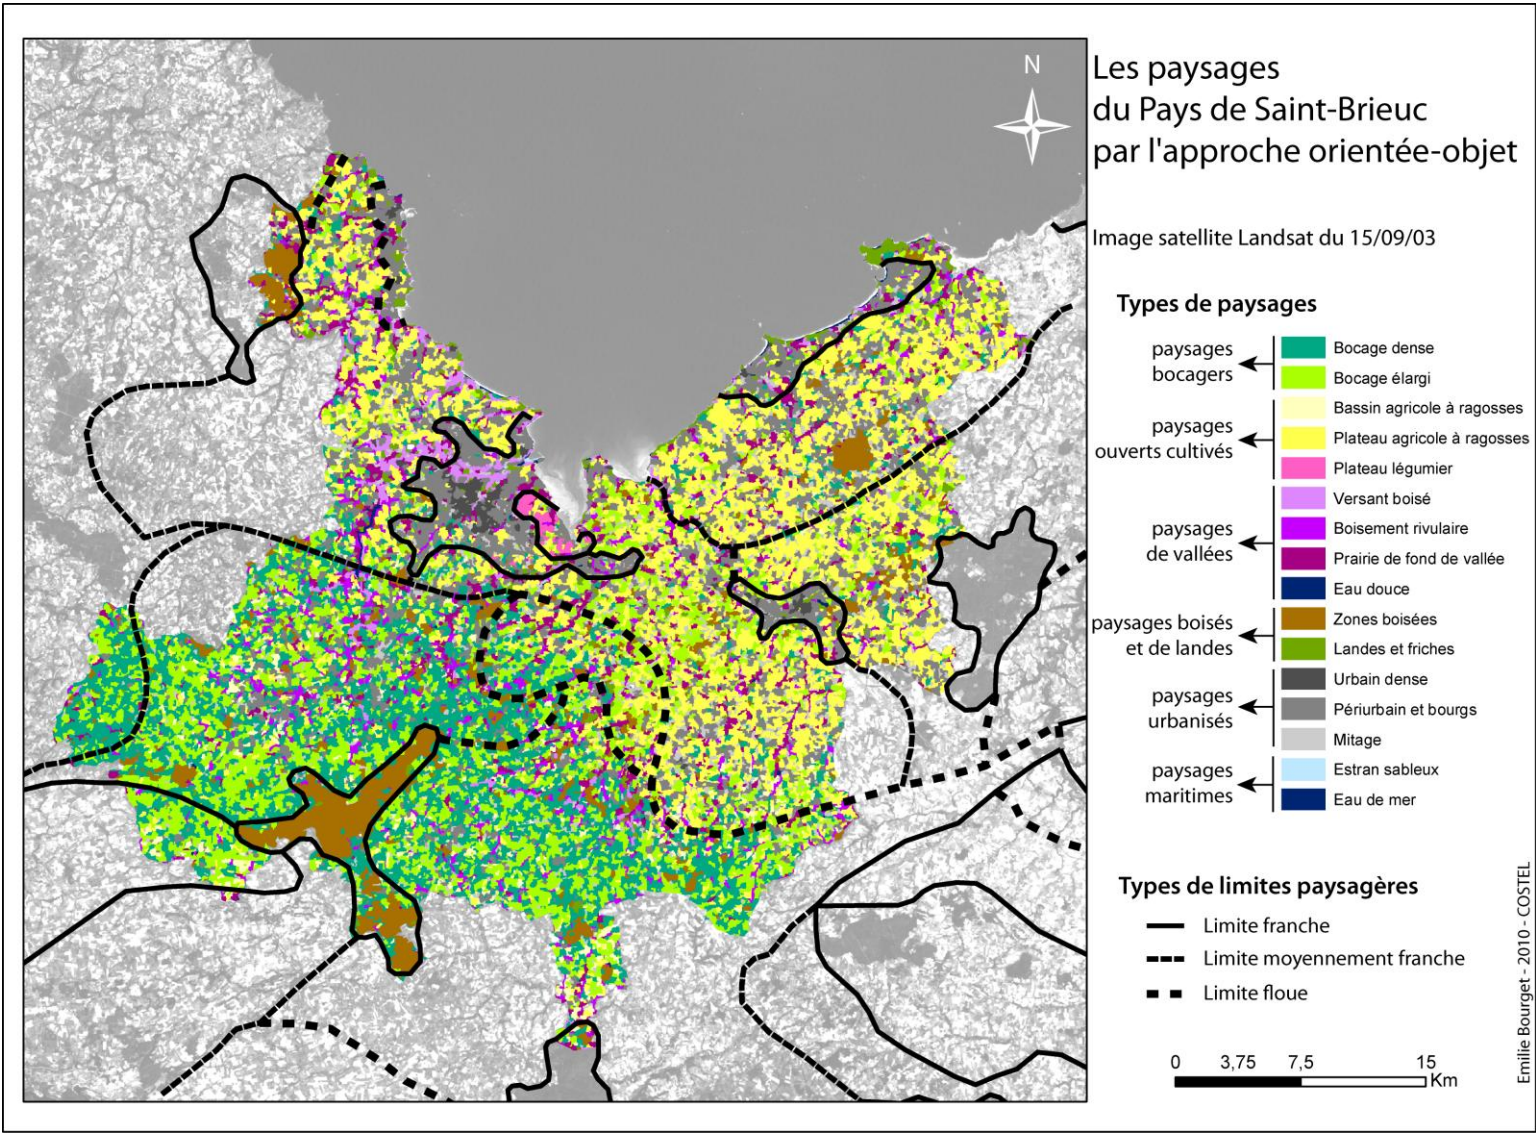 N
Les paysages
du Pays de Saint-Brieuc
par l'approche orientée-objet
Image satellite Landsat du 15/09/03
Types de paysages
paysages
bocagers
Bocage dense
Bocage élargi
paysages
ouverts cultivés
Bassin agricole à ragosses
Plateau agricole à ragosses
Plateau légumier
paysages
de vallées
Versant boisé
Boisement rivulaire
Prairie de fond de vallée
Eau douce
paysages boisés
et de landes
Zones boisées
Landes et friches
paysages
urbanisés
Urbain dense
Périurbain et bourgs
Mitage
paysages
maritimes
Estran sableux
Eau de mer
Types de limites paysagères
Limite franche
Limite moyennement franche
Limite floue
0 3,75 7,5 15
Km
Emilie Bourget - 2010 - COSTEL